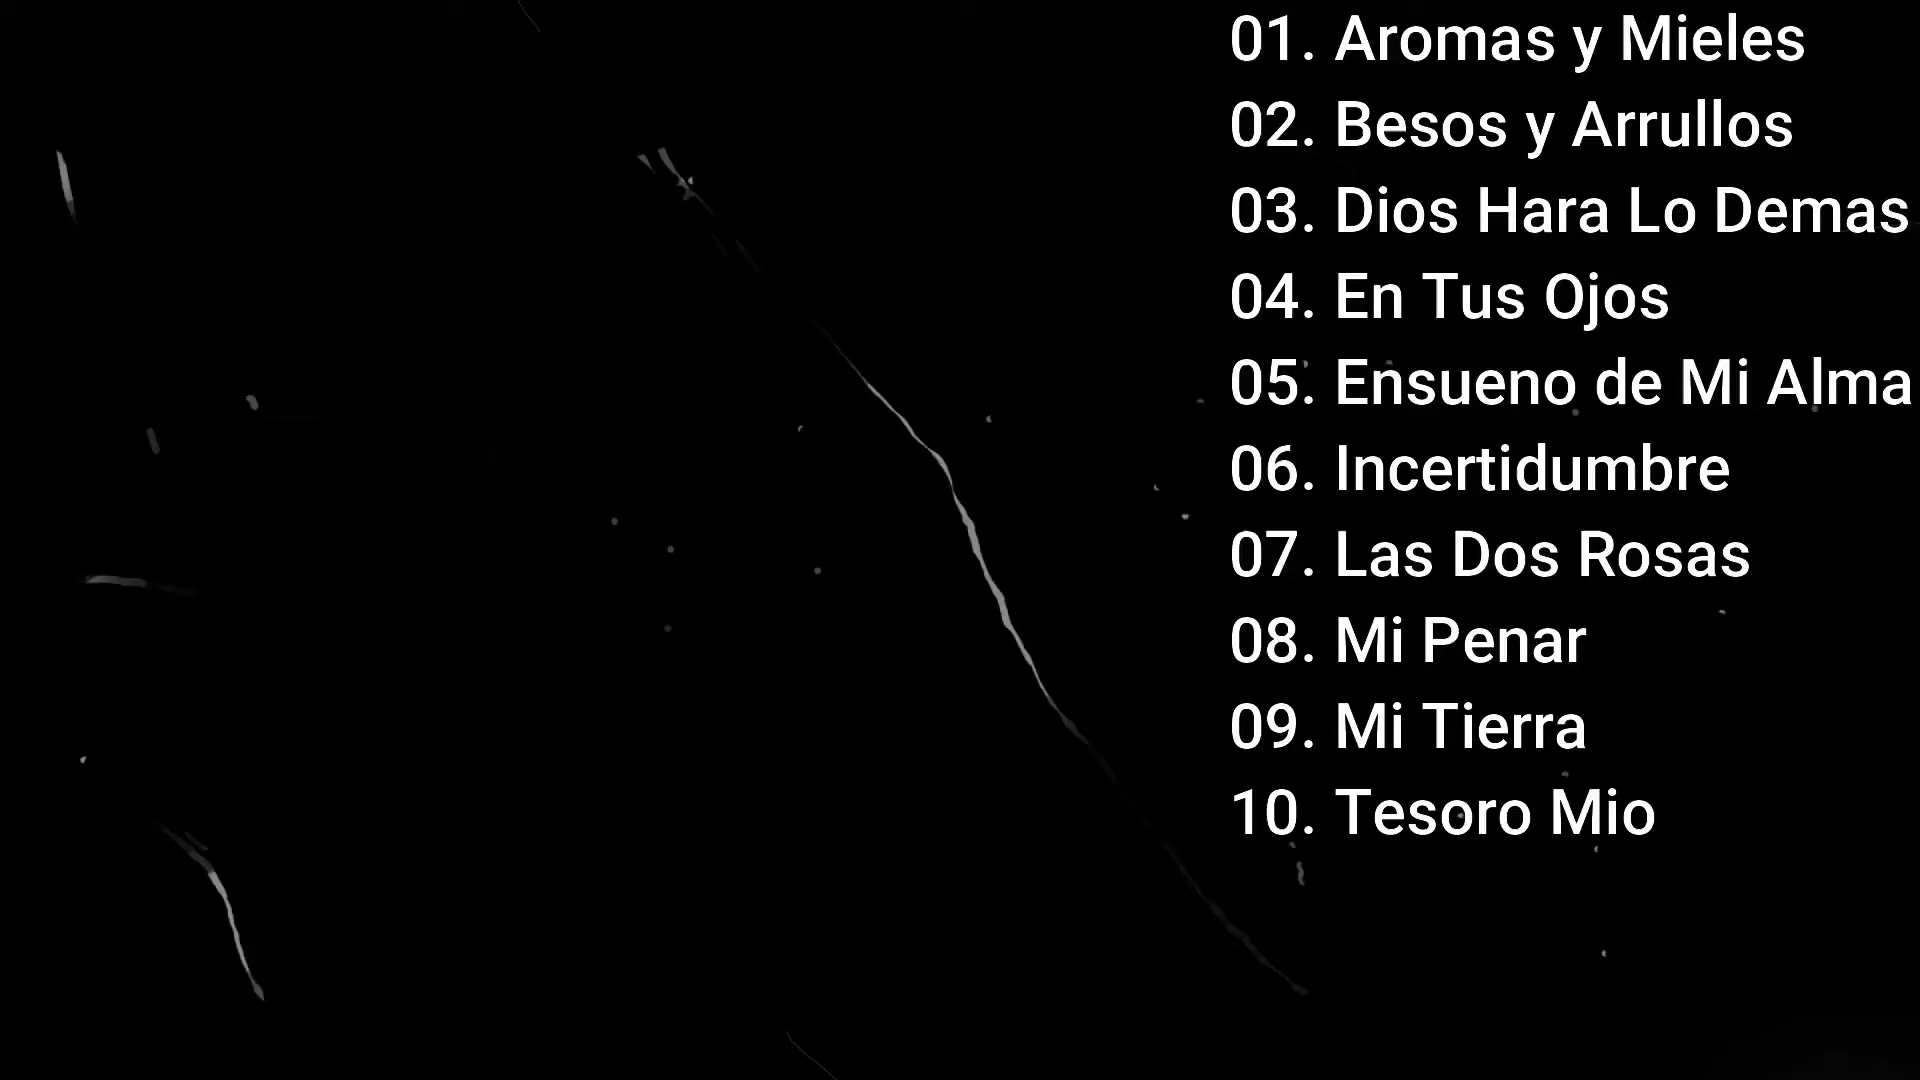 01. Aromas y Mieles
02. Besos y Arrullos
03. Dios Hara Lo Demas
04. En Tus Ojos
05. Ensueno de Mi Alma
06. Incertidumbre
07. Las Dos Rosas
08. Mi Penar
09. Mi Tierra
10. Tesoro Mio